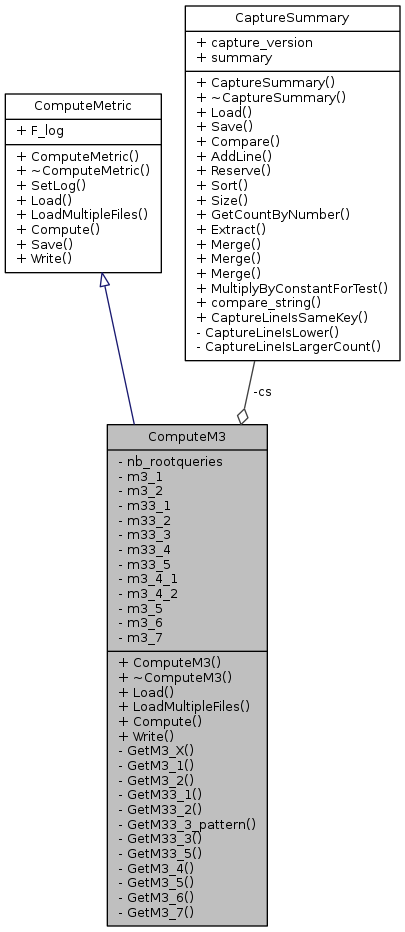 CaptureSummary
+ capture_version
+ summary
+ CaptureSummary()
+ ~CaptureSummary()
+ Load()
+ Save()
+ Compare()
+ AddLine()
+ Reserve()
+ Sort()
+ Size()
+ GetCountByNumber()
+ Extract()
+ Merge()
+ Merge()
+ Merge()
+ MultiplyByConstantForTest()
+ compare_string()
+ CaptureLineIsSameKey()
- CaptureLineIsLower()
- CaptureLineIsLargerCount()
ComputeMetric
+ F_log
+ ComputeMetric()
+ ~ComputeMetric()
+ SetLog()
+ Load()
+ LoadMultipleFiles()
+ Compute()
+ Save()
+ Write()
-cs
ComputeM3
- nb_rootqueries
- m3_1
- m3_2
- m33_1
- m33_2
- m33_3
- m33_4
- m33_5
- m3_4_1
- m3_4_2
- m3_5
- m3_6
- m3_7
+ ComputeM3()
+ ~ComputeM3()
+ Load()
+ LoadMultipleFiles()
+ Compute()
+ Write()
- GetM3_X()
- GetM3_1()
- GetM3_2()
- GetM33_1()
- GetM33_2()
- GetM33_3_pattern()
- GetM33_3()
- GetM33_5()
- GetM3_4()
- GetM3_5()
- GetM3_6()
- GetM3_7()